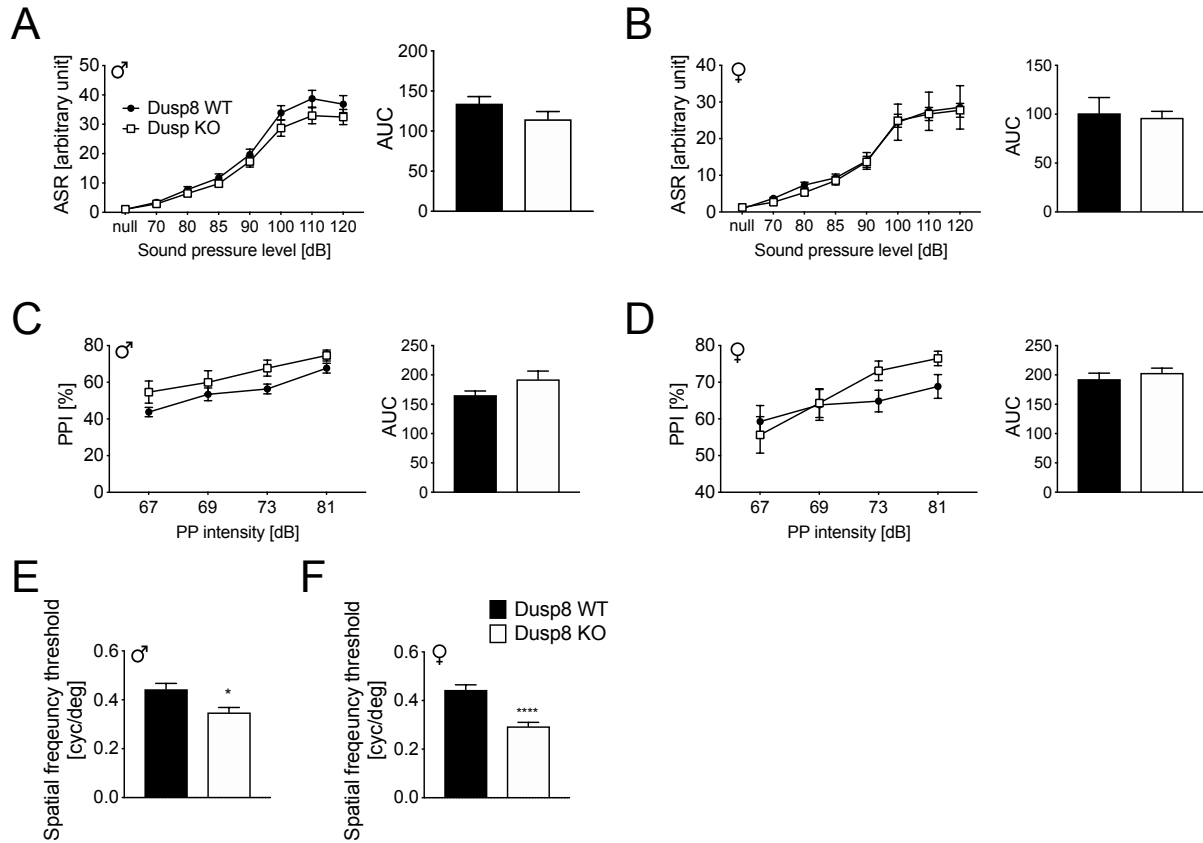 A
ASR [arbitrary unit]
50
40
30
20
10
0
♂
Dusp8 WT
Dusp KO
null 70 80 85 90 100 110 120
Sound pressure level [dB]
AUC
200
150
100
50
0
B
ASR [arbitrary unit]
40
30
20
10
0
♀
null 70 80 85 90 100 110 120
Sound pressure level [dB]
AUC
150
100
50
0
C
PPI [%]
80
60
40
20
0
♂
67 69 73 81
PP intensity [dB]
AUC
250
200
150
100
50
0
D
PPI [%]
80
70
60
50
40
♀
67 69 73 81
PP intensity [dB]
AUC
250
200
150
100
50
0
E
Spatial freqeuncy threshold
[cyc/deg]
0.6
0.4
0.2
0.0
♂
*
F
Spatial freqeuncy threshold
[cyc/deg]
0.6
0.4
0.2
0.0
♀
****
Dusp8 WT
Dusp8 KO